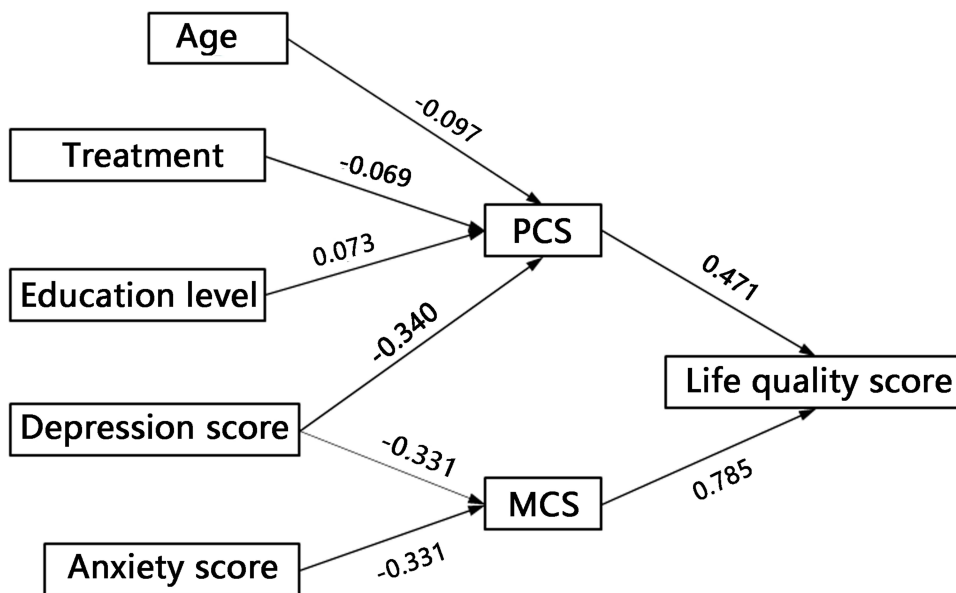 Age
-0.097
Treatment
-0.069
PCS
0.073
Education level
0.471
-0.340
Life quality score
Depression score
-0.331
0.785
MCS
Anxiety score
-0.331